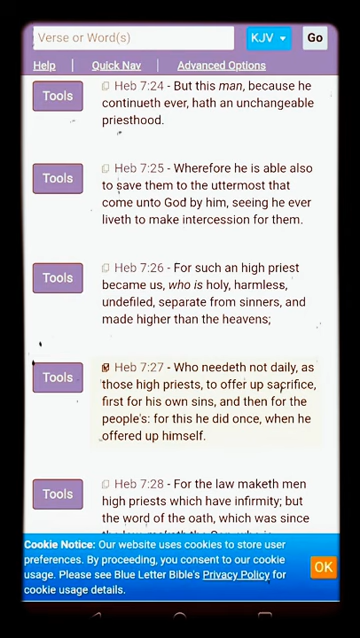 Verse or Word(s)
KJV
Go
Help | Quick Nav | Advanced Options
Tools
Heb 7:24 - But this man, because he
continueth ever, hath an unchangeable
priesthood.
Tools
Heb 7:25 - Wherefore he is able also
to save them to the uttermost that
come unto God by him, seeing he ever
liveth to make intercession for them.
Tools
Heb 7:26 - For such an high priest
became us, who is holy, harmless,
undefiled, separate from sinners, and
made higher than the heavens;
Tools
Heb 7:27 - Who needeth not daily, as
those high priests, to offer up sacrifice,
first for his own sins, and then for the
people's: for this he did once, when he
offered up himself.
Tools
Heb 7:28 - For the law maketh men
high priests which have infirmity; but
the word of the oath, which was since
Cookie Notice: Our website uses cookies to store user
preferences. By proceeding, you consent to our cookie
usage. Please see Blue Letter Bible's Privacy Policy for
cookie usage details.
OK